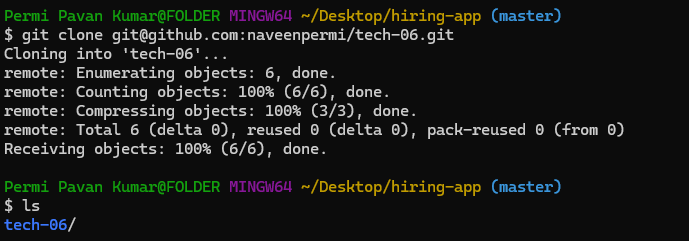 Permi Pavan Kumar@FOLDER MINGW64 ~/Desktop/hiring-app (master)
$ git clone git@github.com:naveenpermi/tech-06.git
Cloning into 'tech-06'...
remote: Enumerating objects: 6, done.
remote: Counting objects: 100% (6/6), done.
remote: Compressing objects: 100% (3/3), done.
remote: Total 6 (delta 0), reused 0 (delta 0), pack-reused 0 (from 0)
Receiving objects: 100% (6/6), done.
Permi Pavan Kumar@FOLDER MINGW64 ~/Desktop/hiring-app (master)
$ ls
tech-06/